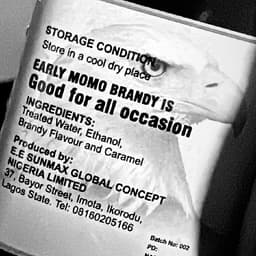 STORAGE CONDITION
Store in a cool dry place
EARLY MOMO BRANDY IS
Good for all occasion
INGREDIENTS:
Treated Water, Ethanol,
Brandy Flavour and Caramel
Produced by:
E.E SUNMAX GLOBAL CONCEPT
NIGERIA LIMITED
37, Bayor Street, Imota, Ikorodu,
Lagos State. Tel: 08160205166
Batch No: 002
PD: